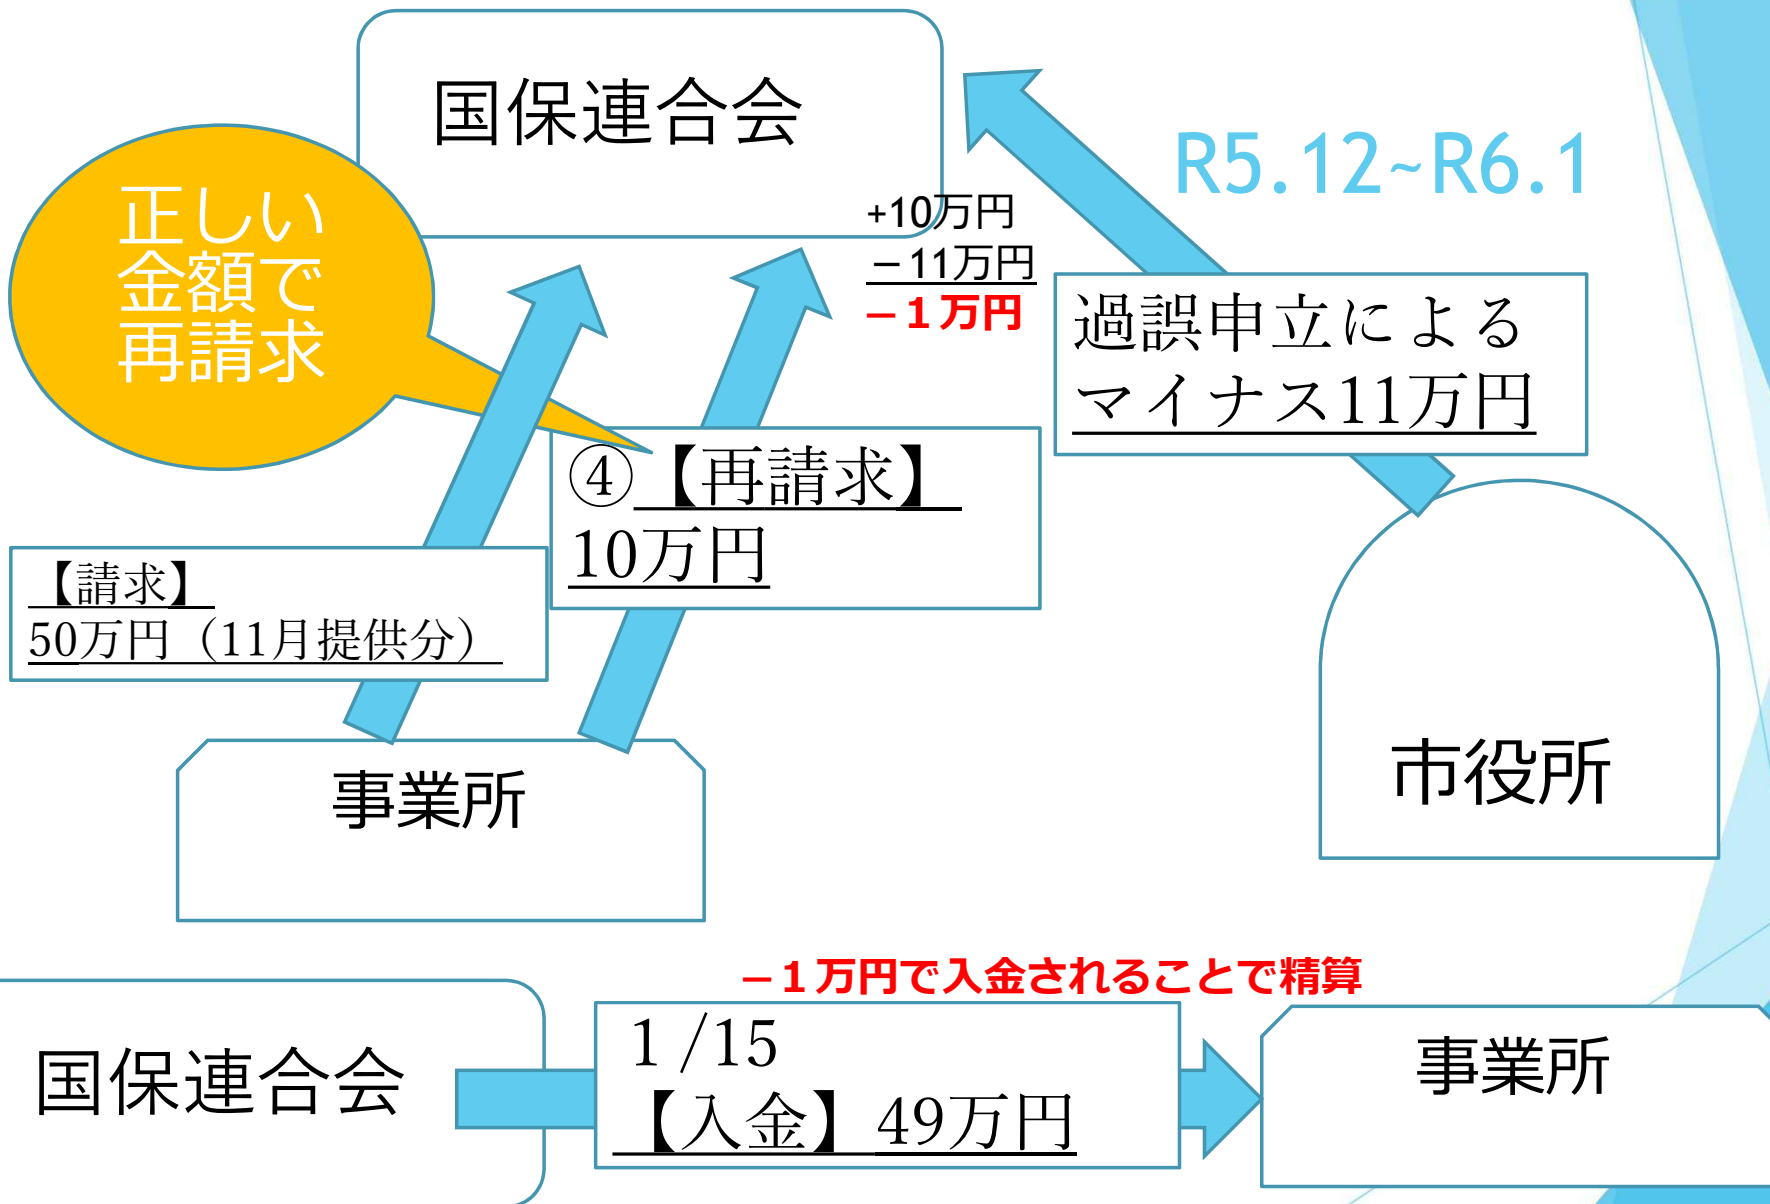 国保連合会
R5.12~R6.1
正しい
金額で
再請求
+10万円
－11万円
－１万円
過誤申立による
マイナス11万円
④【再請求】
10万円
【請求】
50万円（11月提供分）
事業所
市役所
－１万円で入金されることで精算
国保連合会
１/15
【入金】49万円
事業所